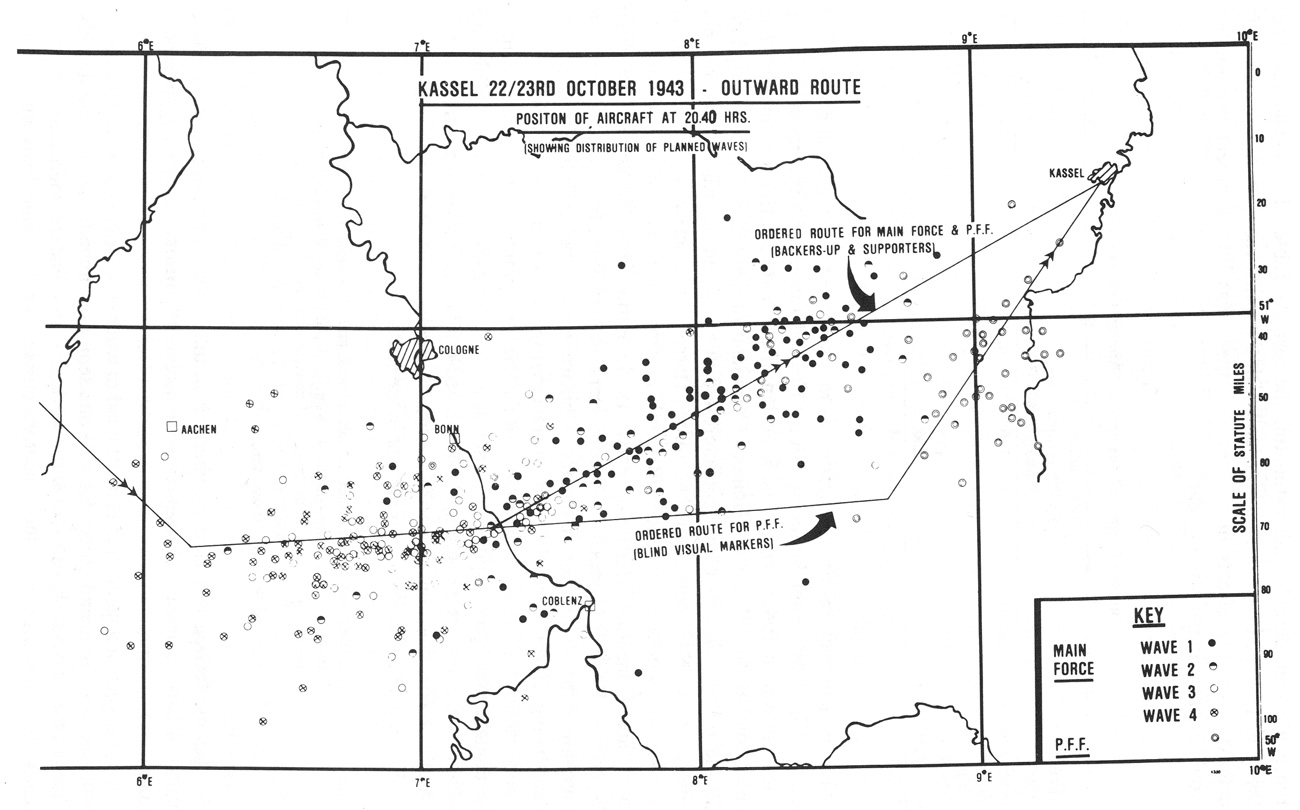 6°E 7°E 8°E 9°E 10°E
KASSEL 22/23RD OCTOBER 1943 - OUTWARD ROUTE
POSITON OF AIRCRAFT AT 20.40 HRS.
(SHOWING DISTRIBUTION OF PLANNED WAVES)
0
10
KASSEL
20
ORDERED ROUTE FOR MAIN FORCE & P.F.F.
(BACKERS-UP & SUPPORTERS)
30
51°
W
40
COLOGNE
SCALE OF STATUTE MILES
50
AACHEN
BONN
60
70
ORDERED ROUTE FOR P.F.F.
(BLIND VISUAL MARKERS)
80
COBLENZ
KEY
MAIN
FORCE
WAVE 1
WAVE 2
WAVE 3
WAVE 4
P.F.F.
90
100
50°
W
6°E 7°E 8°E 9°E 10°E